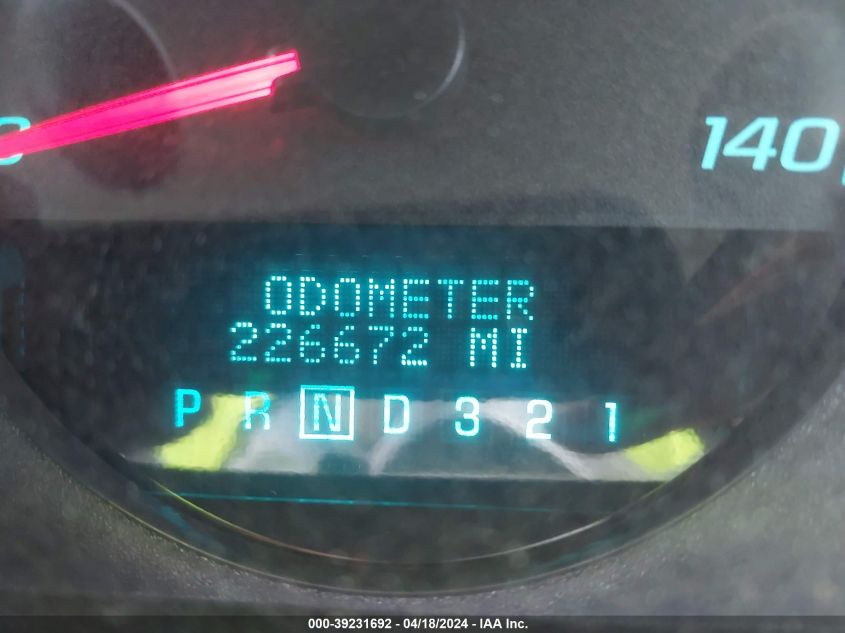 140
ODOMETER
226672 MI
P R N D 3 2 1
000-39231692 - 04/18/2024 - IAA Inc.